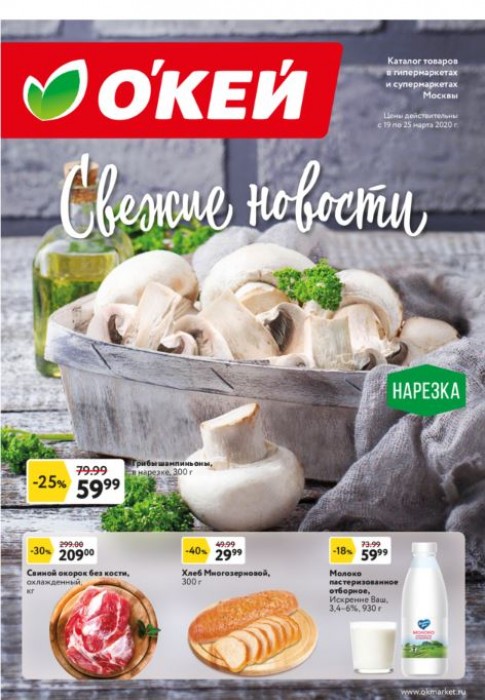 О'КЕЙ
Каталог товаров
в гипермаркетах
и супермаркетах
Москвы
Цены действительны
с 19 по 25 марта 2020 г.
Свежие новости
НАРЕЗКА
Грибы шампиньоны,
в нарезке, 300 г
-25%
79.99
59 99
-30%
299.00
209 00
Свиной окорок без кости,
охлажденный,
кг
-40%
49.99
29 99
Хлеб Многозерновой,
300 г
-18%
73.99
59 99
Молоко
пастеризованное
отборное,
Искренне Ваш,
3,4–6%, 930 г
МОЛОКО
www.okmarket.ru